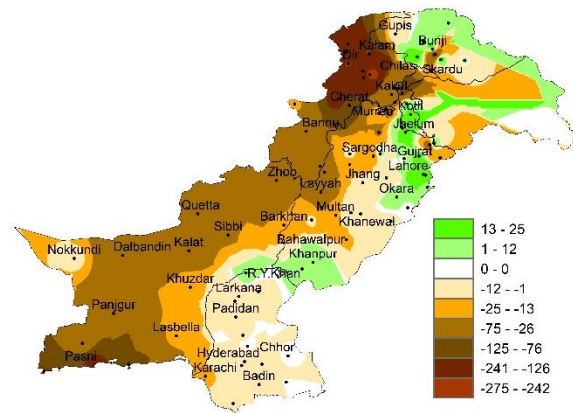 Gupis
Kalam
Bunji
Dir
Chilas
Skardu
Kakul
Cherat
Murree
Kotli
Bannu
Jhelum
Sargodha
Gujrat
Zhob
Lahore
Layyah
Jhang
Okara
Quetta
Multan
Sibbi
Barkhan
Khanewal
Nokkundi
Dalbandin
Kalat
Bahawalpur
Khanpur
R.Y.Khan
Khuzdar
Larkana
Panjgur
Padidan
Lasbella
Pasni
Hyderabad
Chhor
Karachi
Badin
13 - 25
1 - 12
0 - 0
-12 - -1
-25 - -13
-75 - -26
-125 - -76
-241 - -126
-275 - -242